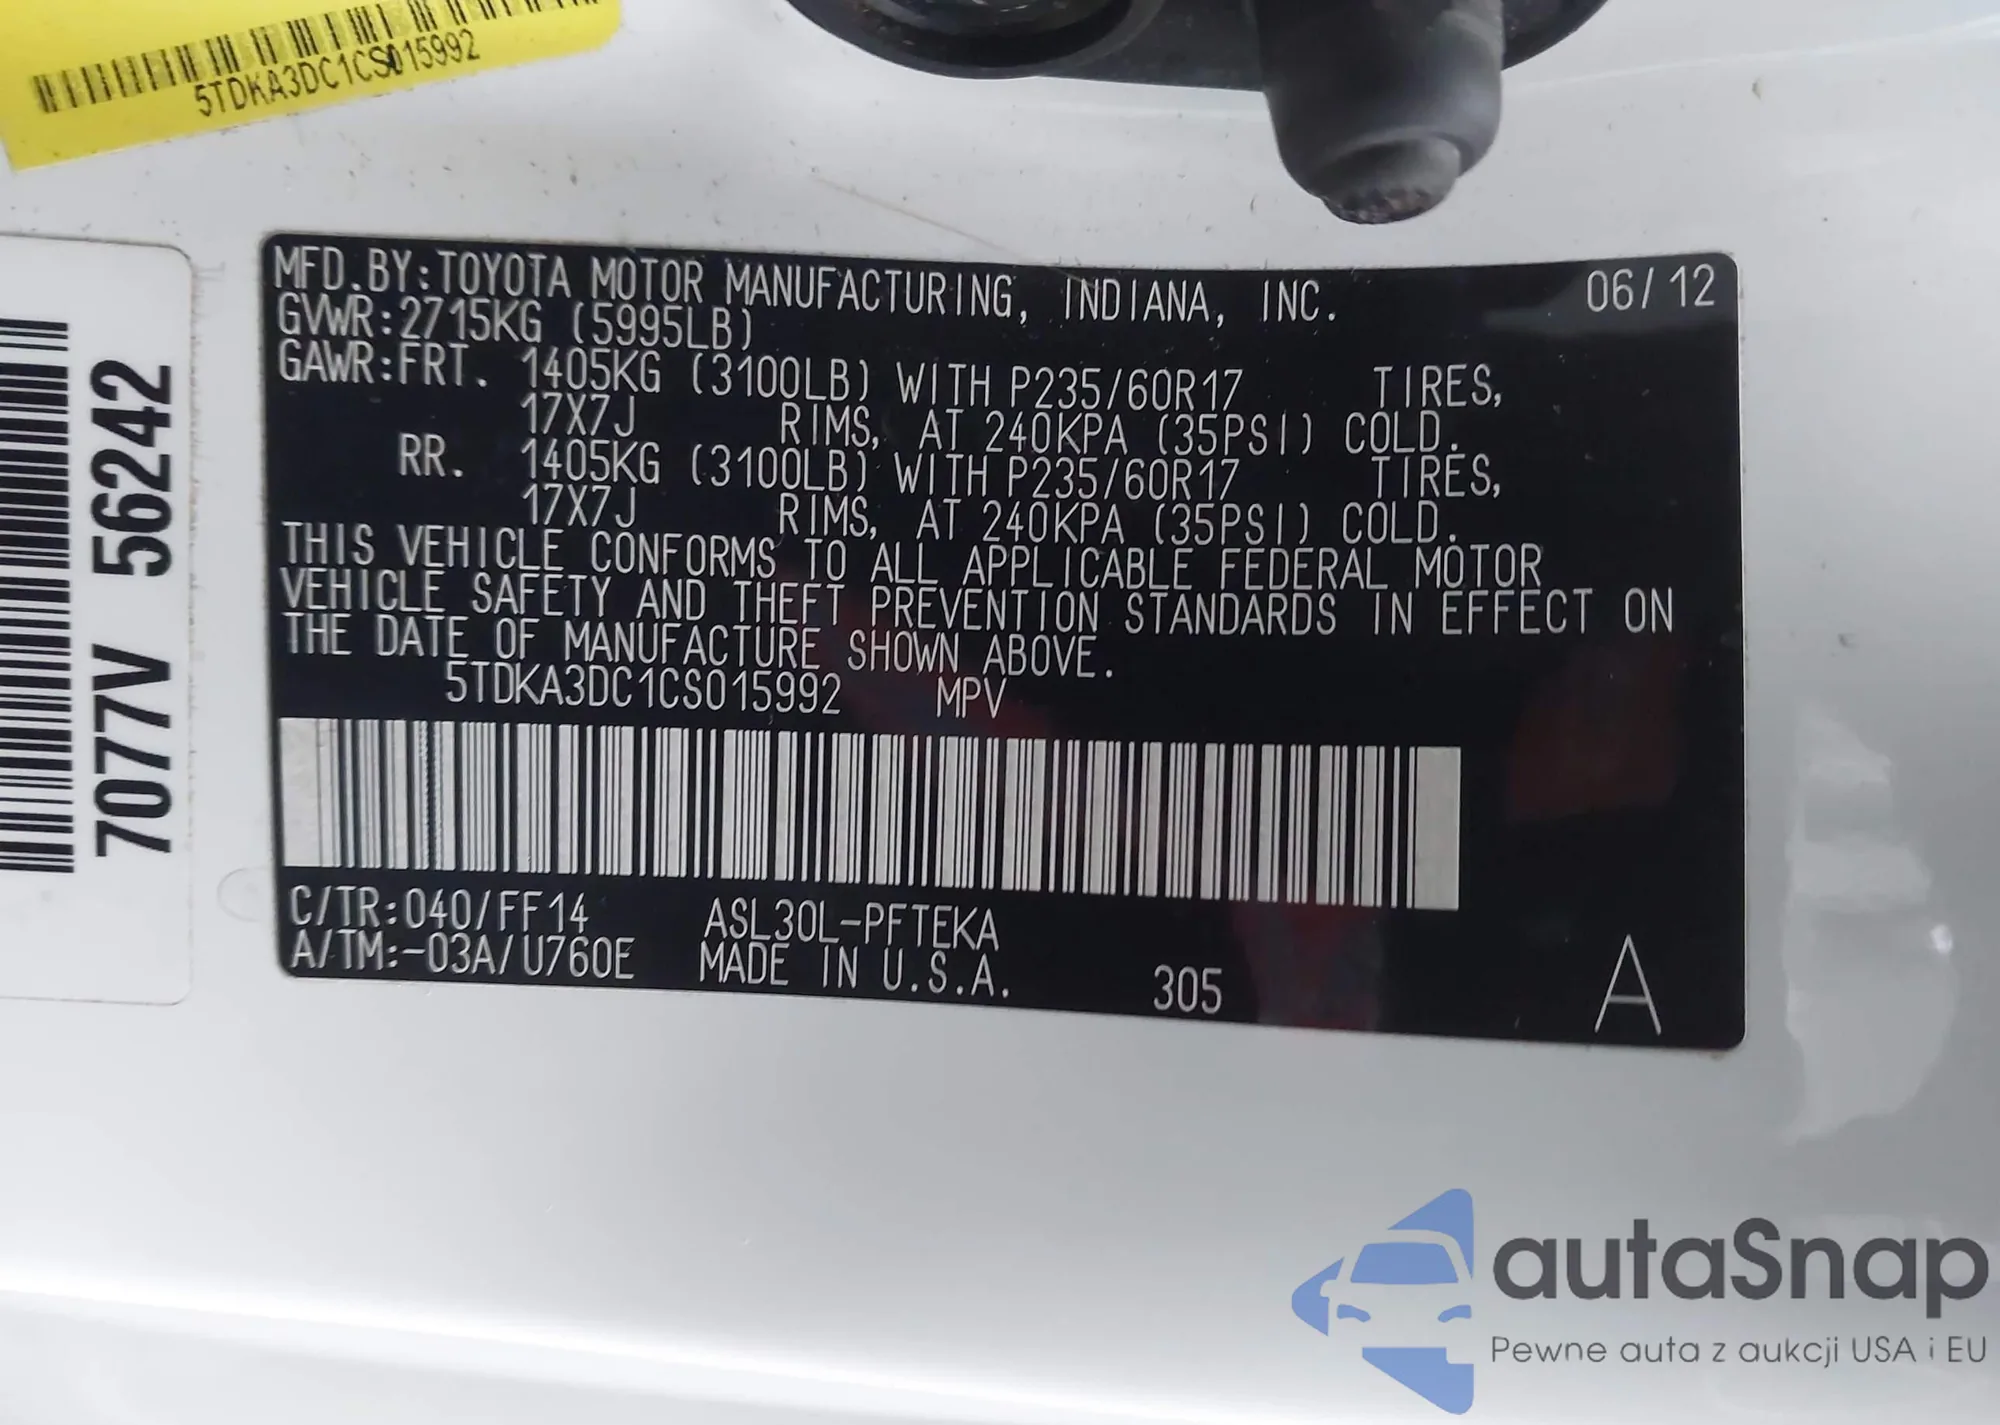 5TDKA3DC1CS015992
7077V 56242
MFD.BY:TOYOTA MOTOR MANUFACTURING, INDIANA, INC. 06/12
GVWR:2715KG (5995LB)
GAWR:FRT. 1405KG (3100LB) WITH P235/60R17 TIRES,
17X7J RIMS, AT 240KPA (35PSI) COLD.
RR. 1405KG (3100LB) WITH P235/60R17 TIRES,
17X7J RIMS, AT 240KPA (35PSI) COLD.
THIS VEHICLE CONFORMS TO ALL APPLICABLE FEDERAL MOTOR
VEHICLE SAFETY AND THEFT PREVENTION STANDARDS IN EFFECT ON
THE DATE OF MANUFACTURE SHOWN ABOVE.
5TDKA3DC1CS015992 MPV
C/TR:040/FF14 ASL30L-PFTEKA
A/TM:-03A/U760E MADE IN U.S.A. 305 A
autaSnap
Pewne auta z aukcji USA i EU